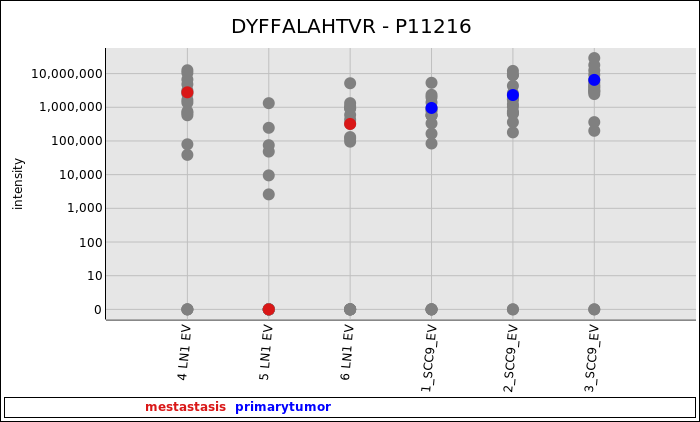 DYFFALAHTVR - P11216
intensity
10,000,000
1,000,000
100,000
10,000
1,000
100
10
0
4 LN1 EV
5 LN1 EV
6 LN1 EV
1_SCC9_EV
2_SCC9_EV
3_SCC9_EV
mestastasis primarytumor